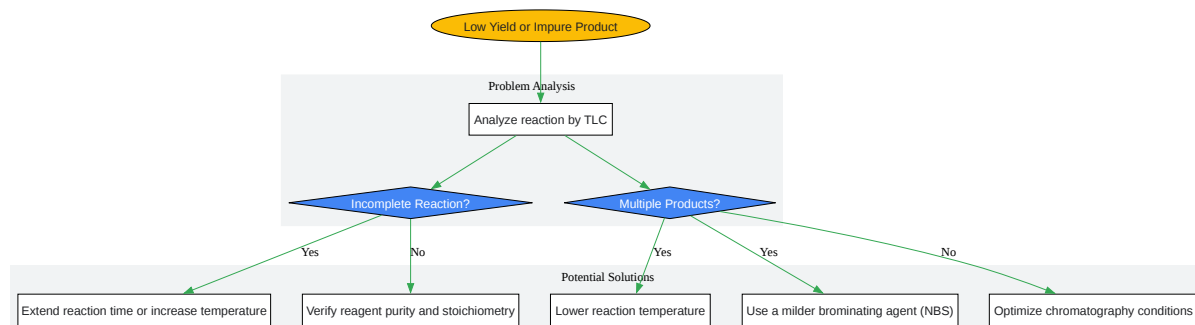 Low Yield or Impure Product
Problem Analysis
Analyze reaction by TLC
Incomplete Reaction?
Multiple Products?
Yes
No
Yes
Yes
No
Potential Solutions
Extend reaction time or increase temperature
Verify reagent purity and stoichiometry
Lower reaction temperature
Use a milder brominating agent (NBS)
Optimize chromatography conditions